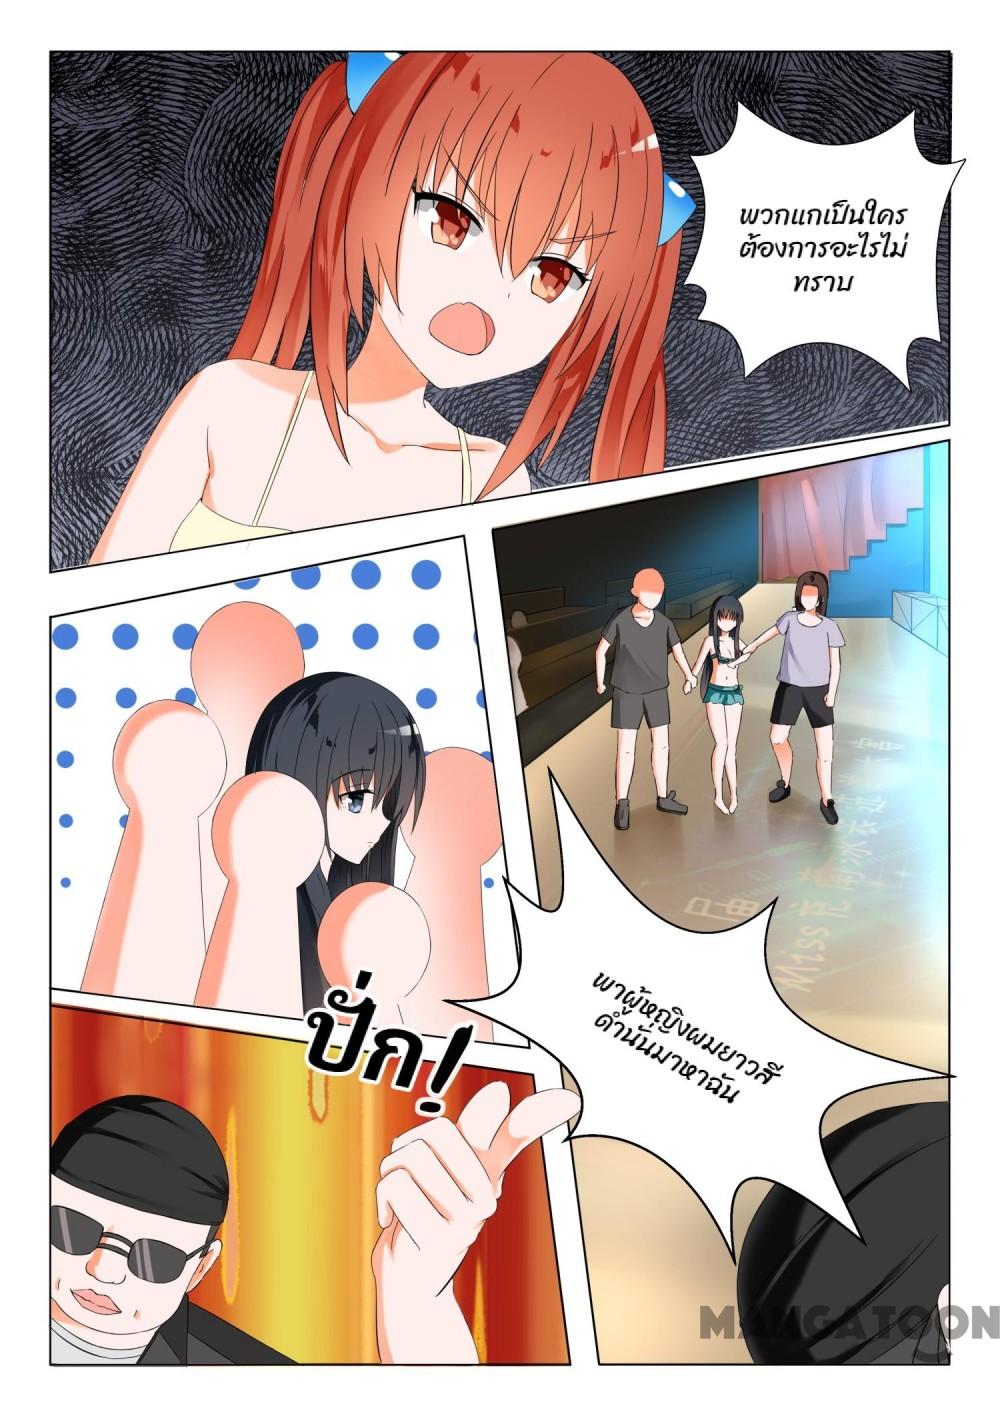 พวกแกเป็นใคร
ต้องการอะไรไม่
ทราบ
พาผู้หญิงผมยาวสี
ดำนั่นมาหาฉัน
ปั่ก!
Miss
MANGATOON